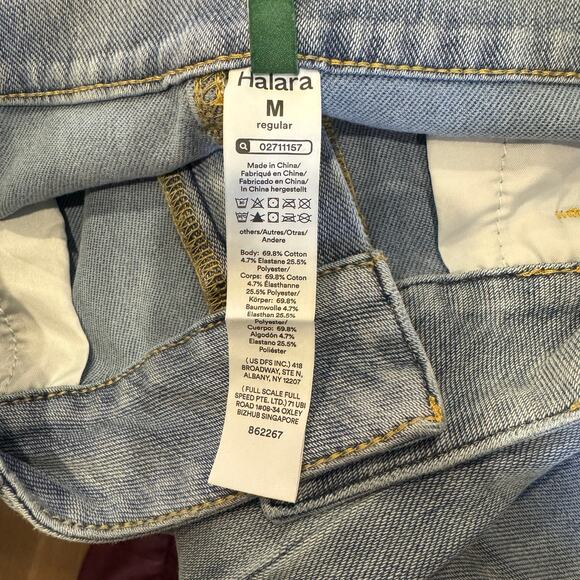 Halara
M
regular
02711157
Made in China/
Fabriqué en China/
Fabricado en China/
In China hergestellt
others/Autres/Otras/
Andere
Body: 69.8% Cotton
4.7% Elastane 25.5%
Polyester/
Corps: 69.8% Cotton
4.7% Élasthanne
25.5% Polyester/
Körper: 69.8%
Baumwolle 4.7%
Elasthan 25.5%
Polyester/
Cuerpo: 69.8%
Algodón 4.7%
Elastano 25.5%
Poliéster
( US DFS INC.) 418
BROADWAY, STE N,
ALBANY, NY 12207
( FULL SCALE FULL
SPEED PTE. LTD.) 71 UBI
ROAD 1#08-34 OXLEY
BIZHUB SINGAPORE
862267